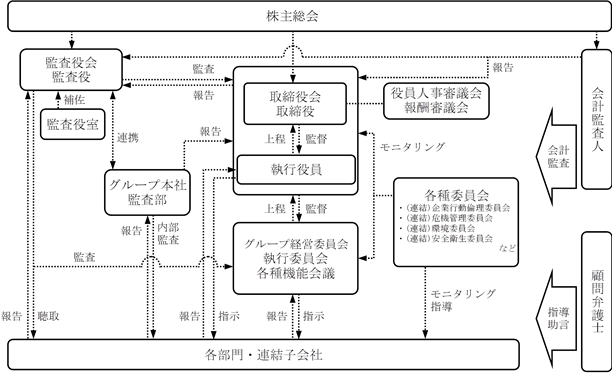 株主総会
監査役会
監査役
監査
報告
報告
取締役会
取締役
役員人事審議会
報酬審議会
会計監査人
補佐
監査役室
連携
報告
上程
監督
モニタリング
会計
監査
執行役員
グループ本社
監査部
各種委員会
・(連結)企業行動倫理委員会
・(連結)危機管理委員会
・(連結)環境委員会
・(連結)安全衛生委員会
など
報告
内部
監査
上程
監督
監査
グループ経営委員会
執行委員会
各種機能会議
顧問弁護士
モニタリング
指導
指導
助言
報告
聴取
報告
指示
報告
指示
各部門・連結子会社